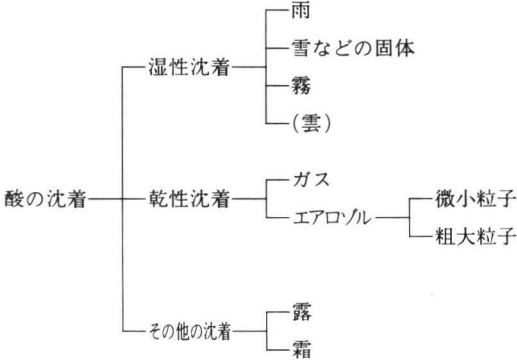 雨
雪などの固体
湿性沈着
霧
(雲)
ガス
酸の沈着
乾性沈着
エアロゾル
微小粒子
粗大粒子
露
その他の沈着
霜